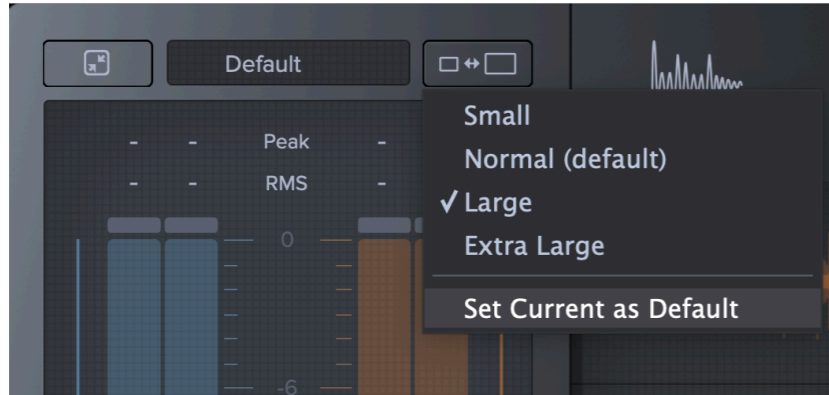 Default
Small
Normal (default)
✓ Large
Extra Large
Set Current as Default
- - Peak -
- - RMS -
0
-6